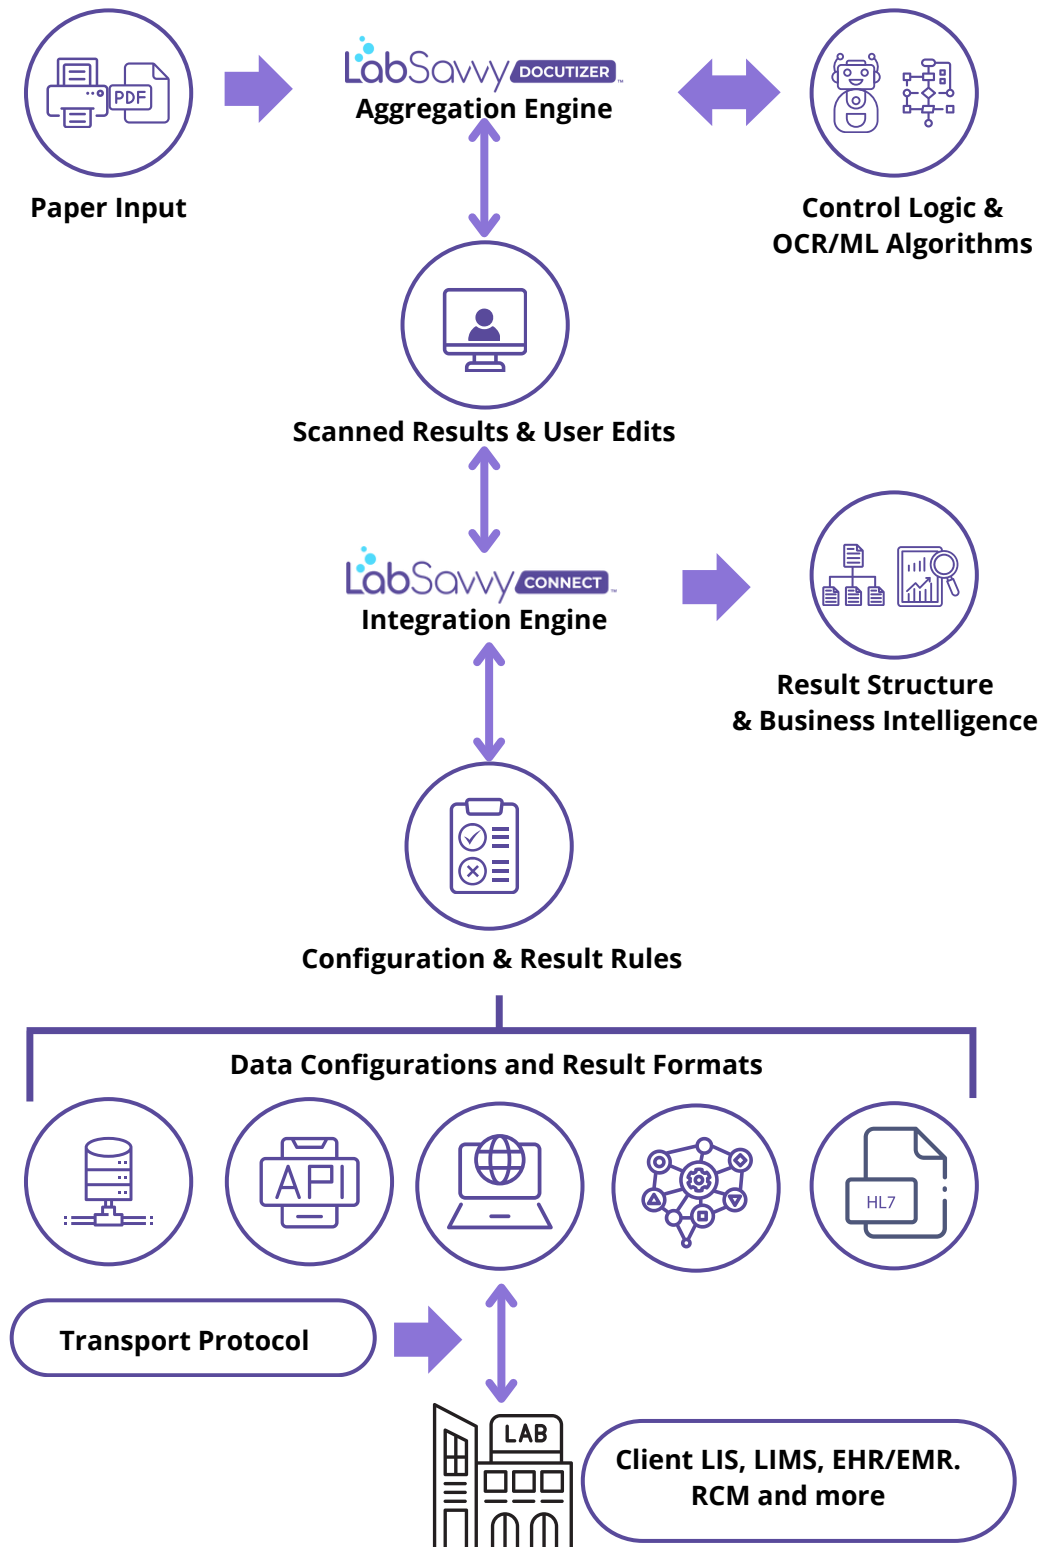 PDF
LabSavvy DOCUTIZER™
Aggregation Engine
Paper Input
Control Logic &
OCR/ML Algorithms
Scanned Results & User Edits
LabSavvy CONNECT™
Integration Engine
Result Structure
& Business Intelligence
Configuration & Result Rules
Data Configurations and Result Formats
API
HL7
Transport Protocol
LAB
Client LIS, LIMS, EHR/EMR.
RCM and more